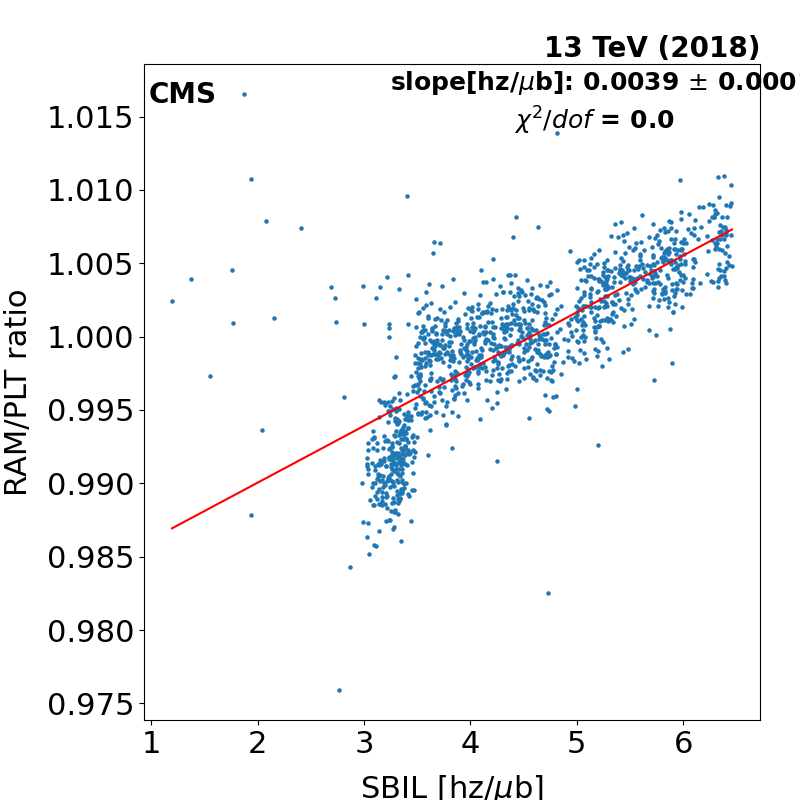 13 TeV (2018)
CMS
slope[hz/μb]: 0.0039 ± 0.000
χ²/dof = 0.0
1.015
1.010
1.005
1.000
0.995
0.990
0.985
0.980
0.975
RAM/PLT ratio
1 2 3 4 5 6
SBIL [hz/μb]